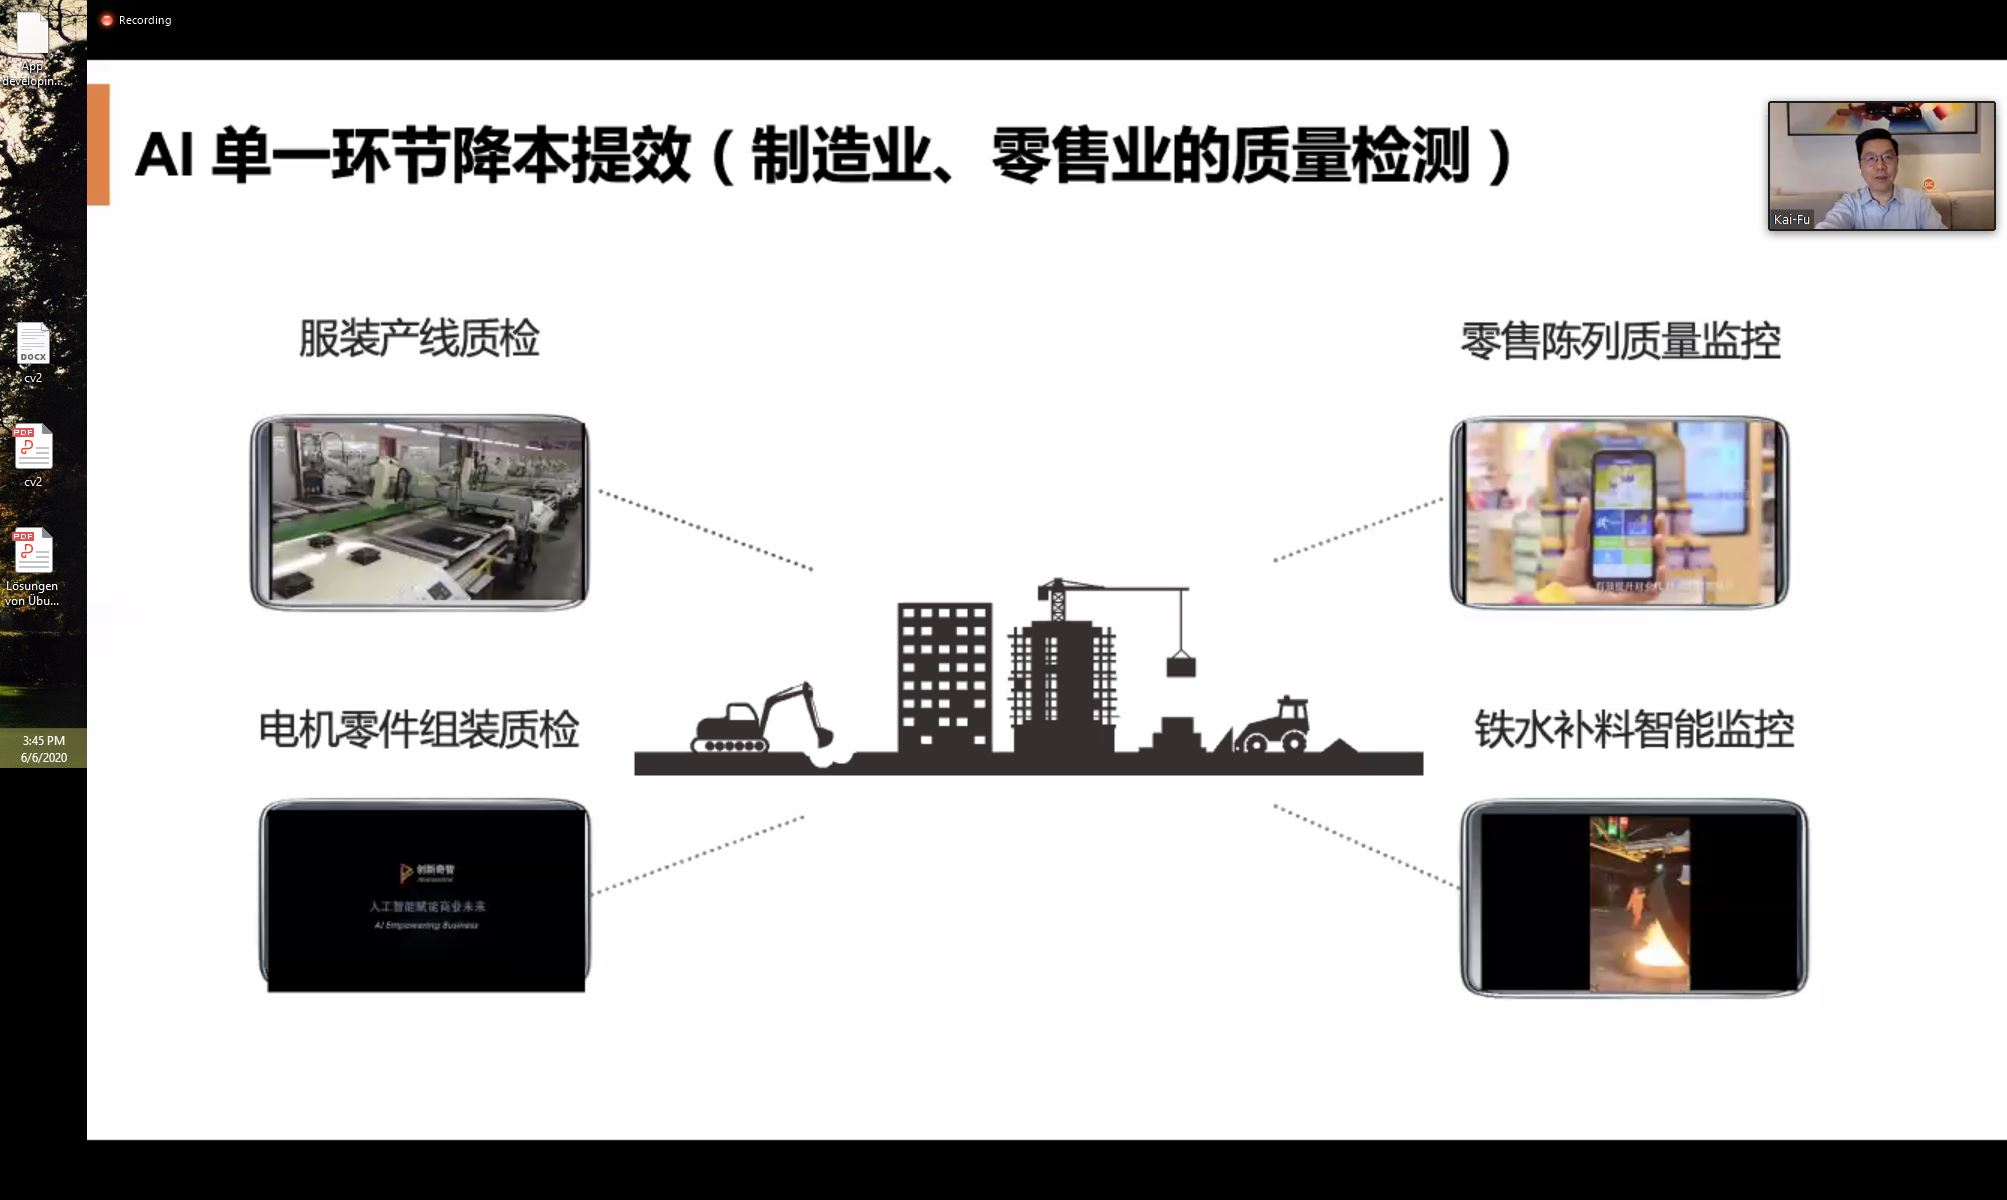 Recording
App
developin...
AI 单一环节降本提效（制造业、零售业的质量检测）
Kai-Fu
服装产线质检
零售陈列质量监控
DOCX
cv2
PDF
cv2
PDF
Lösungen
von Übu...
电机零件组装质检
铁水补料智能监控
3:45 PM
6/6/2020
创新奇智
人工智能赋能商业未来
AI Empowering Business